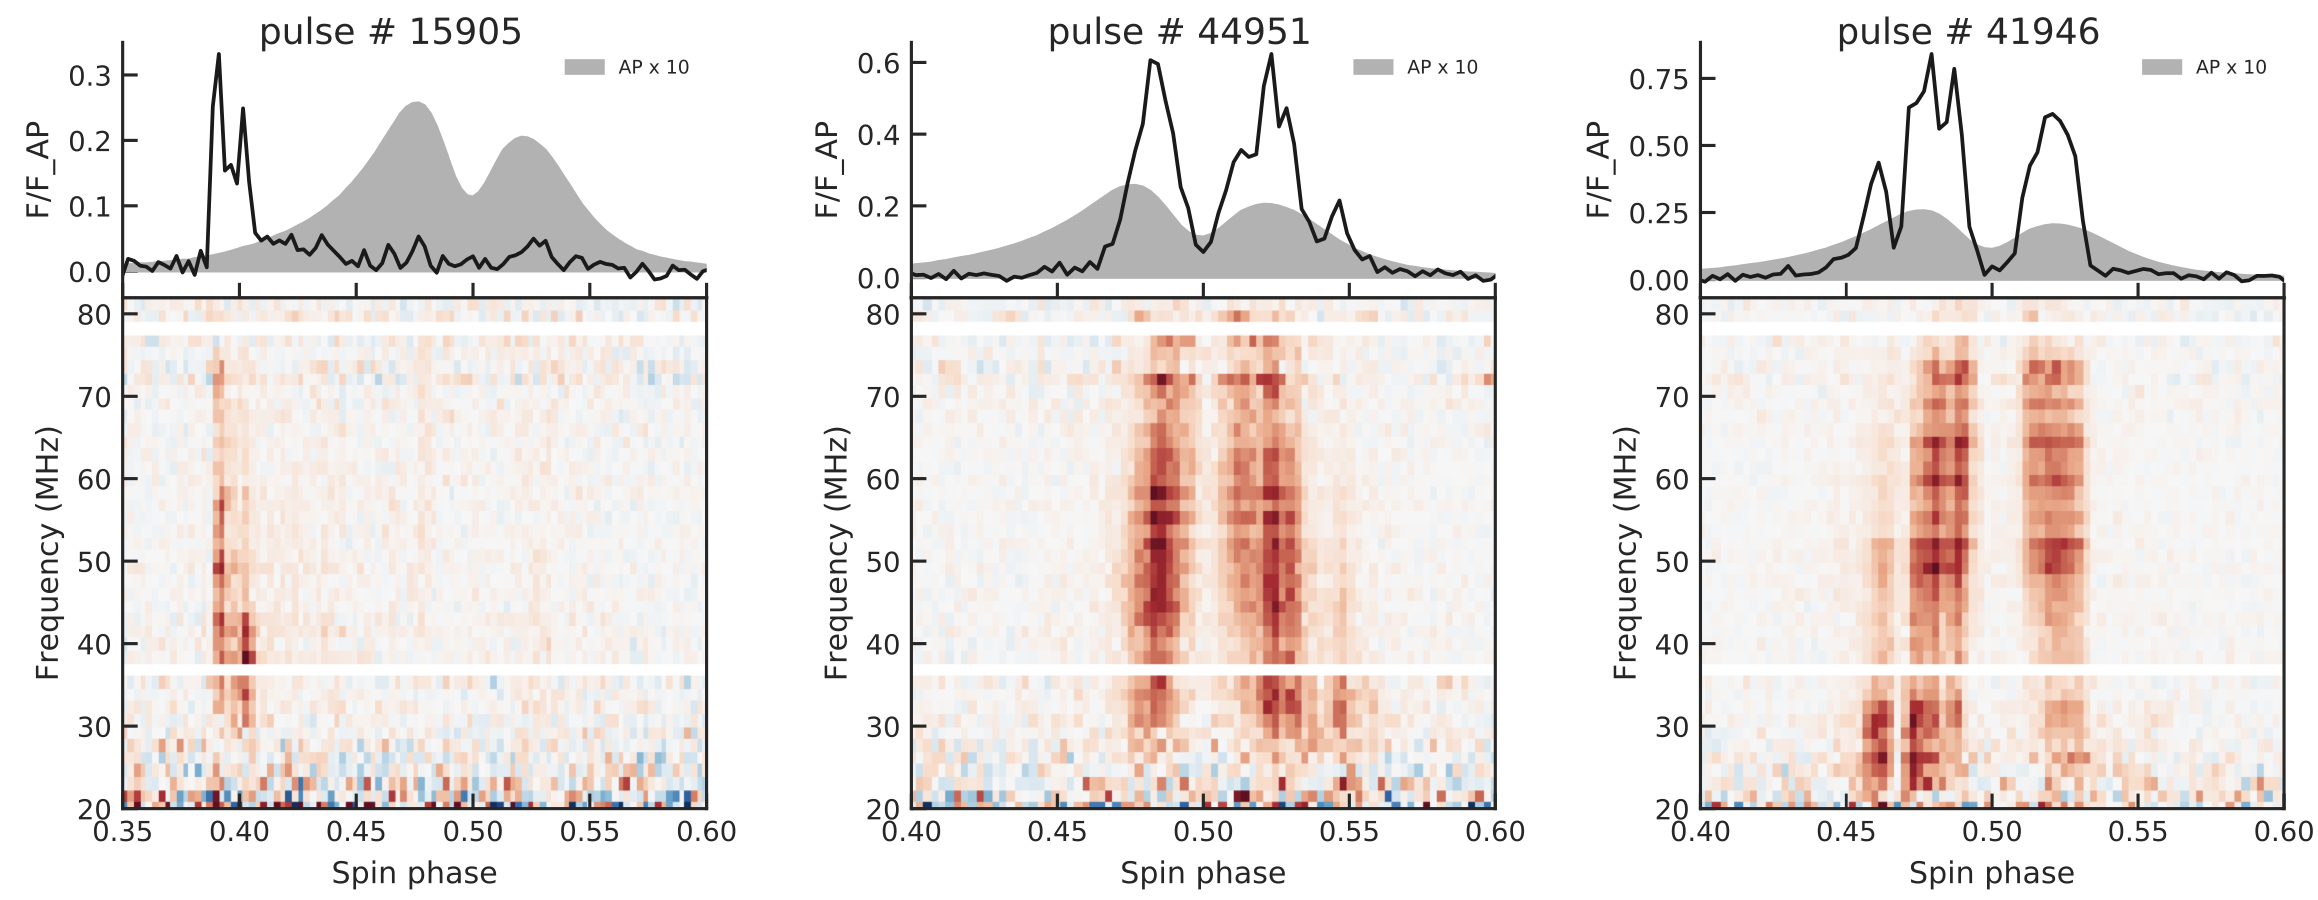 pulse # 15905
AP x 10
F/F_AP
0.3
0.2
0.1
0.0
Frequency (MHz)
80
70
60
50
40
30
20
0.35 0.40 0.45 0.50 0.55 0.60
Spin phase
pulse # 44951
AP x 10
F/F_AP
0.6
0.4
0.2
0.0
Frequency (MHz)
80
70
60
50
40
30
20
0.40 0.45 0.50 0.55 0.60
Spin phase
pulse # 41946
AP x 10
F/F_AP
0.75
0.50
0.25
0.00
Frequency (MHz)
80
70
60
50
40
30
20
0.40 0.45 0.50 0.55 0.60
Spin phase